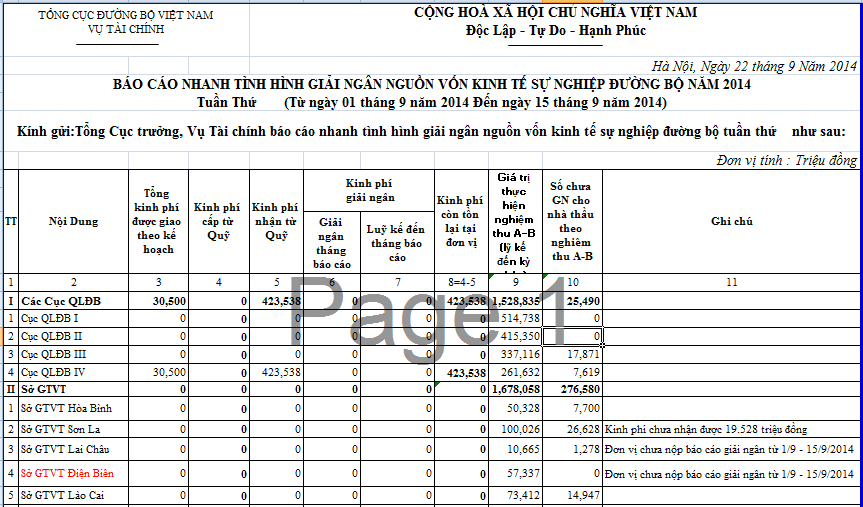 TỔNG CỤC ĐƯỜNG BỘ VIỆT NAM
VỤ TÀI CHÍNH
CỘNG HOÀ XÃ HỘI CHỦ NGHĨA VIỆT NAM
Độc Lập - Tự Do - Hạnh Phúc
Hà Nội, Ngày 22 tháng 9 Năm 2014
BÁO CÁO NHANH TÌNH HÌNH GIẢI NGÂN NGUỒN VỐN KINH TẾ SỰ NGHIỆP ĐƯỜNG BỘ NĂM 2014
Tuần Thứ (Từ ngày 01 tháng 9 năm 2014 Đến ngày 15 tháng 9 năm 2014)
Kính gửi:Tổng Cục trưởng, Vụ Tài chính báo cáo nhanh tình hình giải ngân nguồn vốn kinh tế sự nghiệp đường bộ tuần thứ như sau:
Đơn vị tính : Triệu đồng
TT
Nội Dung
Tổng kinh phí được giao theo kế hoạch
Kinh phí cấp từ Quỹ
Kinh phí nhận từ Quỹ
Kinh phí giải ngân
Giải ngân tháng báo cáo
Luỹ kế đến tháng báo cáo
Kinh phí còn tồn lại tại đơn vị
Giá trị thực hiện nghiệm thu A-B (lỹ kế đến kỳ
Số chưa GN cho nhà thầu theo nghiêm thu A-B
Ghi chú
1 2 3 4 5 6 7 8=4-5 9 10 11
I Các Cục QLĐB 30,500 0 423,538 0 0 423,538 1,528,835 25,490
1 Cục QLĐB I 0 0 0 0 0 0 514,738 0
2 Cục QLĐB II 0 0 0 0 0 0 415,350 0
3 Cục QLĐB III 0 0 0 0 0 0 337,116 17,871
4 Cục QLĐB IV 30,500 0 423,538 0 0 423,538 261,632 7,619
II Sở GTVT 0 0 0 0 0 0 1,678,058 276,580
1 Sở GTVT Hòa Bình 0 0 0 0 0 0 50,328 7,700
2 Sở GTVT Sơn La 0 0 0 0 0 0 100,026 26,628 Kinh phí chưa nhận được 19.528 triệu đồng
3 Sở GTVT Lai Châu 0 0 0 0 0 0 10,665 1,278 Đơn vị chưa nộp báo cáo giải ngân từ 1/9 - 15/9/2014
4 Sở GTVT Điện Biên 0 0 0 0 0 0 57,337 0 Đơn vị chưa nộp báo cáo giải ngân từ 1/9 - 15/9/2014
5 Sở GTVT Lào Cai 0 0 0 0 0 0 73,412 14,947
Page 1